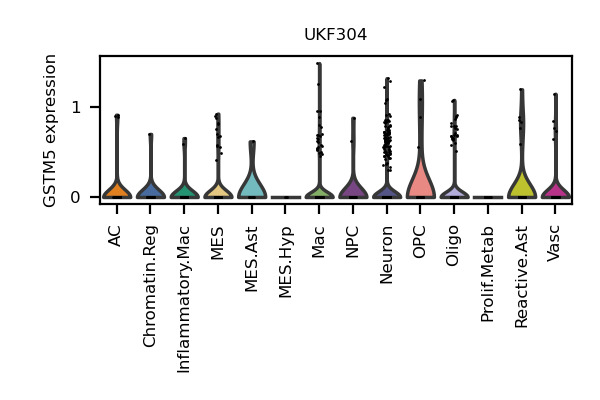 UKF304
GSTM5 expression
1
0
AC
Chromatin.Reg
Inflammatory.Mac
MES
MES.Ast
MES.Hyp
Mac
NPC
Neuron
OPC
Oligo
Prolif.Metab
Reactive.Ast
Vasc